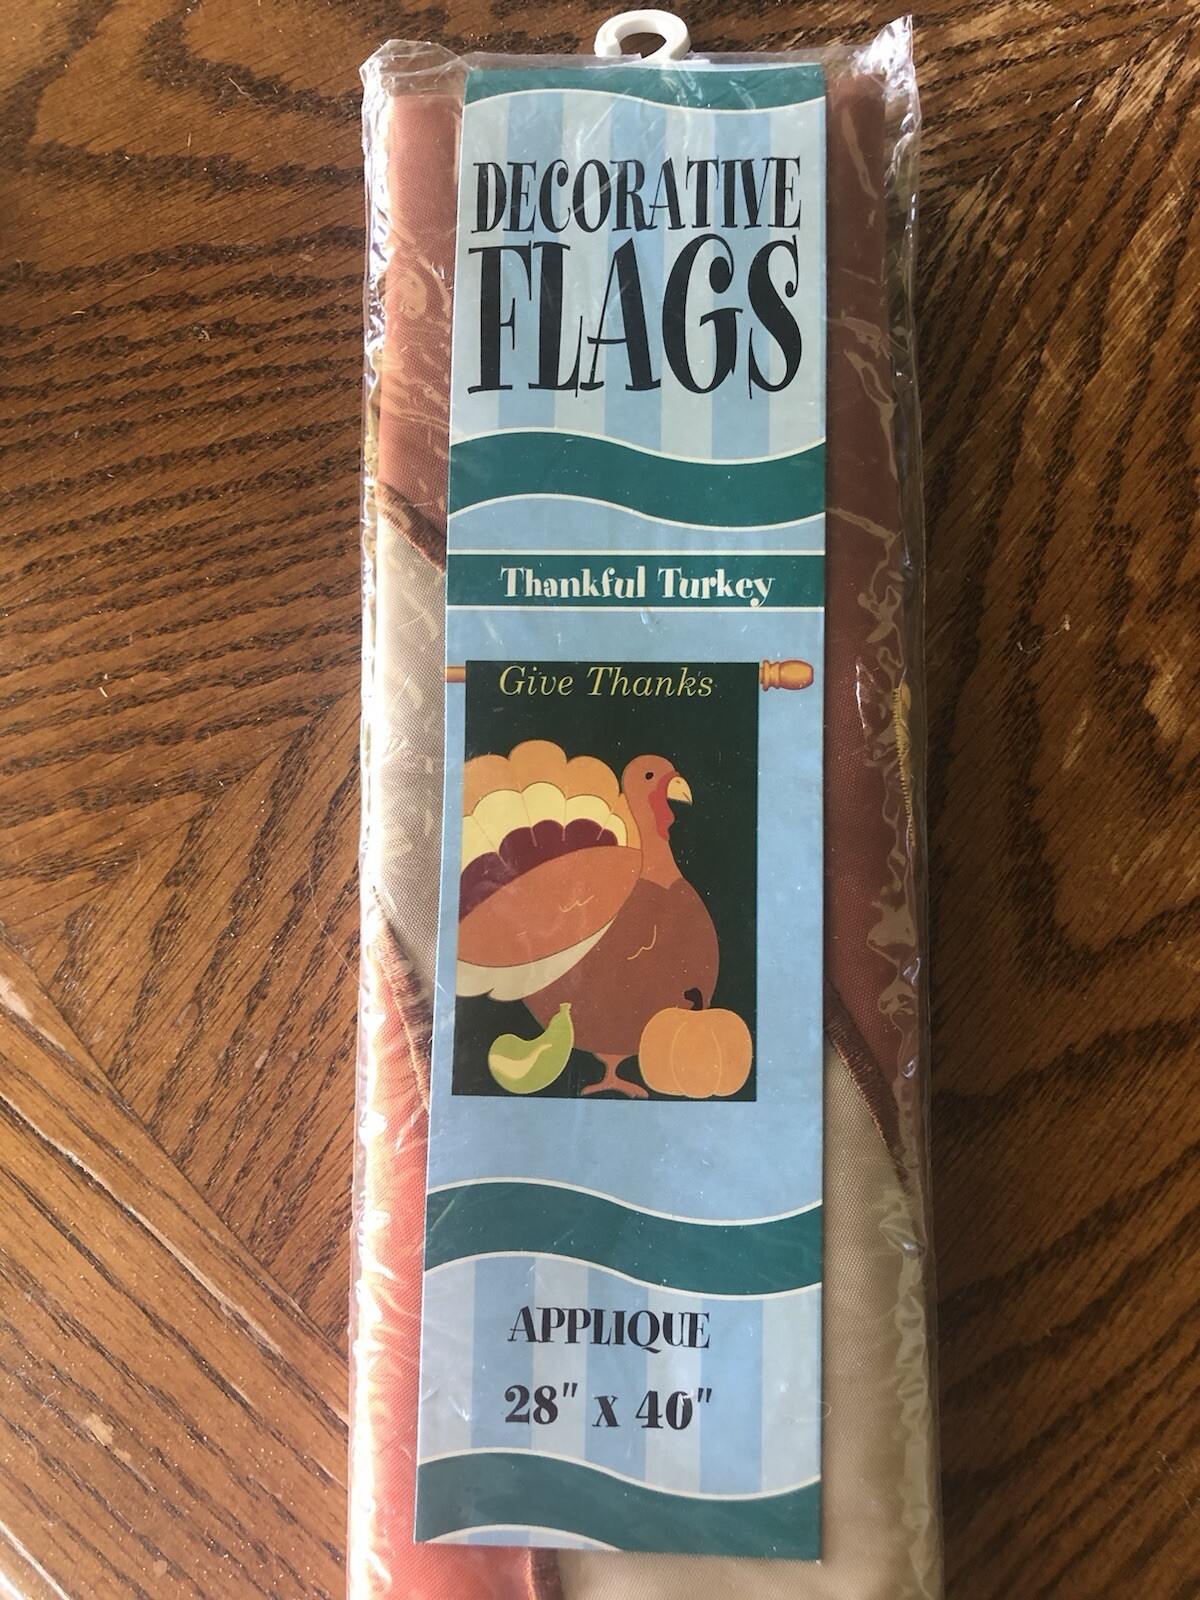 DECORATIVE
FLAGS
Thankful Turkey
Give Thanks
APPLIQUE
28" x 40"